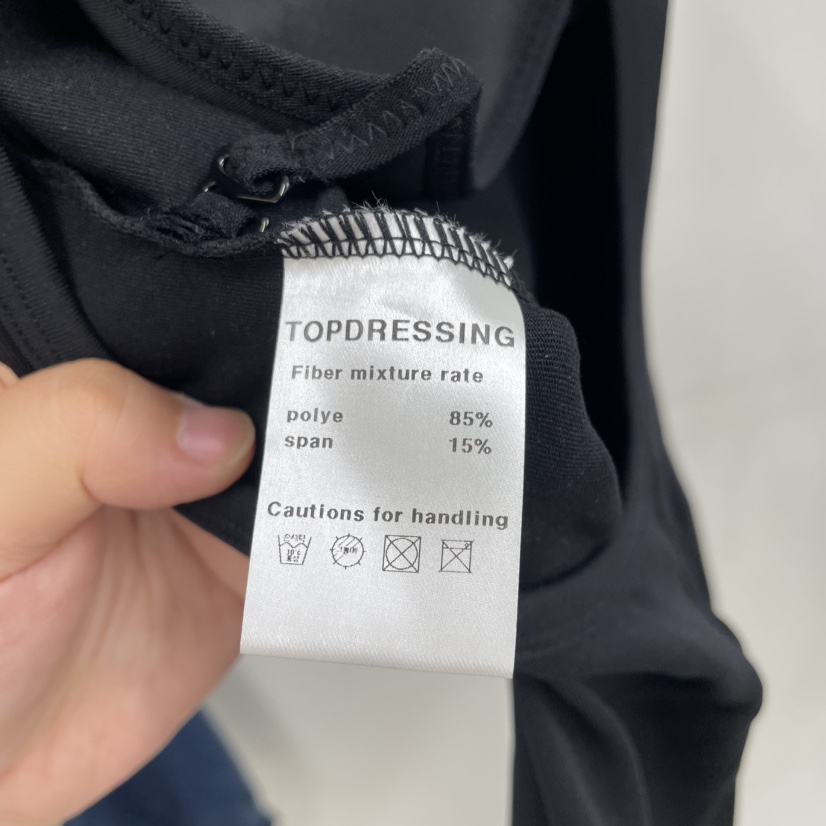 TOPDRESSING
Fiber mixture rate
polye 85%
span 15%
Cautions for handling